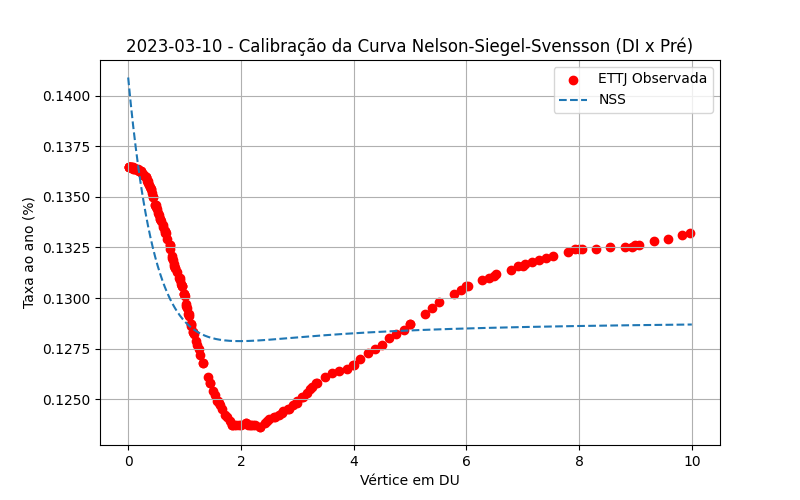 2023-03-10 - Calibração da Curva Nelson-Siegel-Svensson (DI x Pré)
ETTJ Observada
NSS
Taxa ao ano (%)
0.1400
0.1375
0.1350
0.1325
0.1300
0.1275
0.1250
0 2 4 6 8 10
Vértice em DU